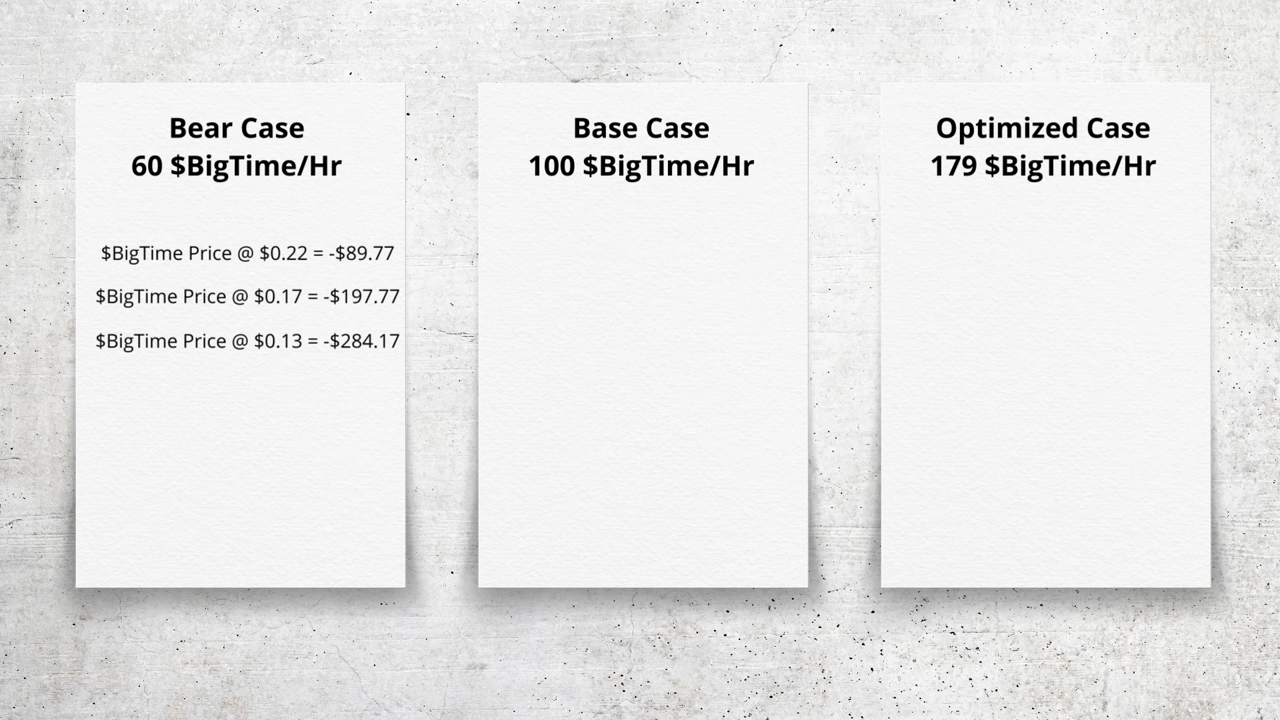 Bear Case
60 $BigTime/Hr
$BigTime Price @ $0.22 = -$89.77
$BigTime Price @ $0.17 = -$197.77
$BigTime Price @ $0.13 = -$284.17
Base Case
100 $BigTime/Hr
Optimized Case
179 $BigTime/Hr